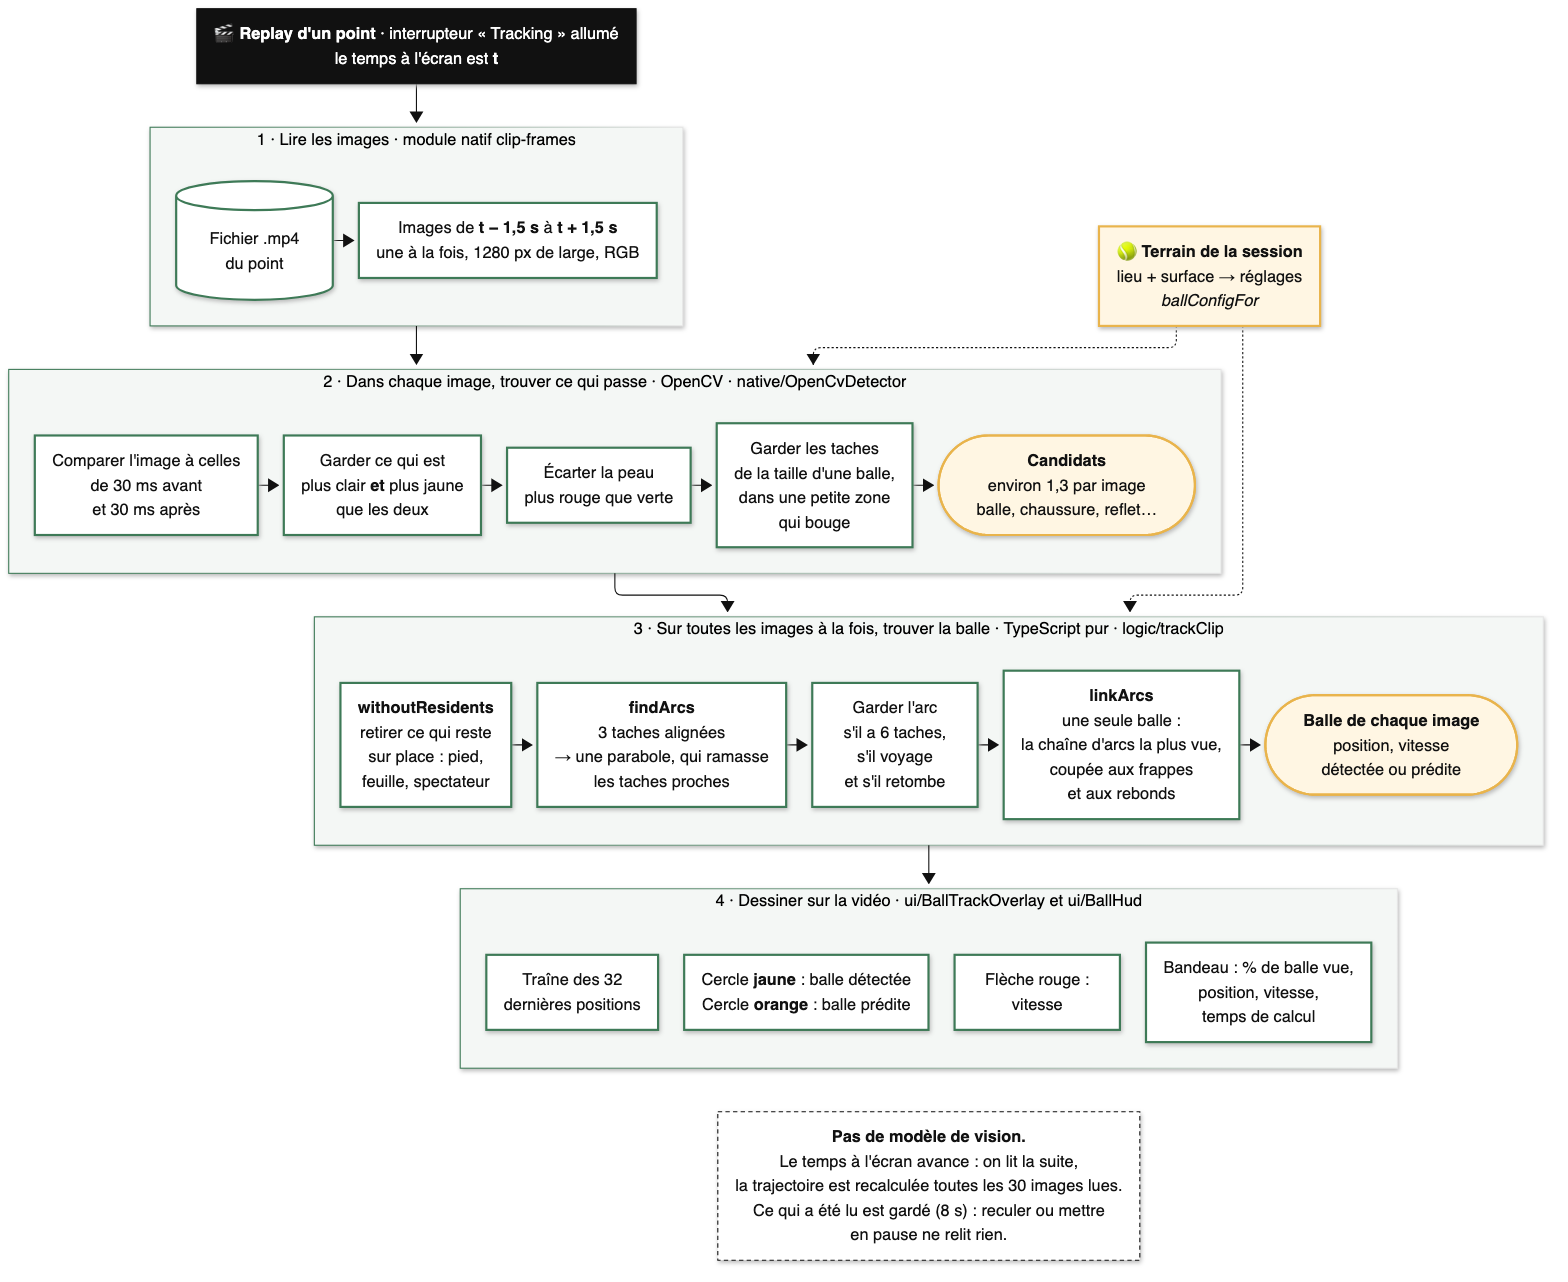 🎬 Replay d'un point · interrupteur « Tracking » allumé
le temps à l'écran est t
1 · Lire les images · module natif clip-frames
Fichier .mp4
du point
Images de t − 1,5 s à t + 1,5 s
une à la fois, 1280 px de large, RGB
🎾 Terrain de la session
lieu + surface → réglages
ballConfigFor
2 · Dans chaque image, trouver ce qui passe · OpenCV · native/OpenCvDetector
Comparer l'image à celles
de 30 ms avant
et 30 ms après
Garder ce qui est
plus clair et plus jaune
que les deux
Écarter la peau
plus rouge que verte
Garder les taches
de la taille d'une balle,
dans une petite zone
qui bouge
Candidats
environ 1,3 par image
balle, chaussure, reflet…
3 · Sur toutes les images à la fois, trouver la balle · TypeScript pur · logic/trackClip
withoutResidents
retirer ce qui reste
sur place : pied,
feuille, spectateur
findArcs
3 taches alignées
→ une parabole, qui ramasse
les taches proches
Garder l'arc
s'il a 6 taches,
s'il voyage
et s'il retombe
linkArcs
une seule balle :
la chaîne d'arcs la plus vue,
coupée aux frappes
et aux rebonds
Balle de chaque image
position, vitesse
détectée ou prédite
4 · Dessiner sur la vidéo · ui/BallTrackOverlay et ui/BallHud
Traîne des 32
dernières positions
Cercle jaune : balle détectée
Cercle orange : balle prédite
Flèche rouge :
vitesse
Bandeau : % de balle vue,
position, vitesse,
temps de calcul
Pas de modèle de vision.
Le temps à l'écran avance : on lit la suite,
la trajectoire est recalculée toutes les 30 images lues.
Ce qui a été lu est gardé (8 s) : reculer ou mettre
en pause ne relit rien.